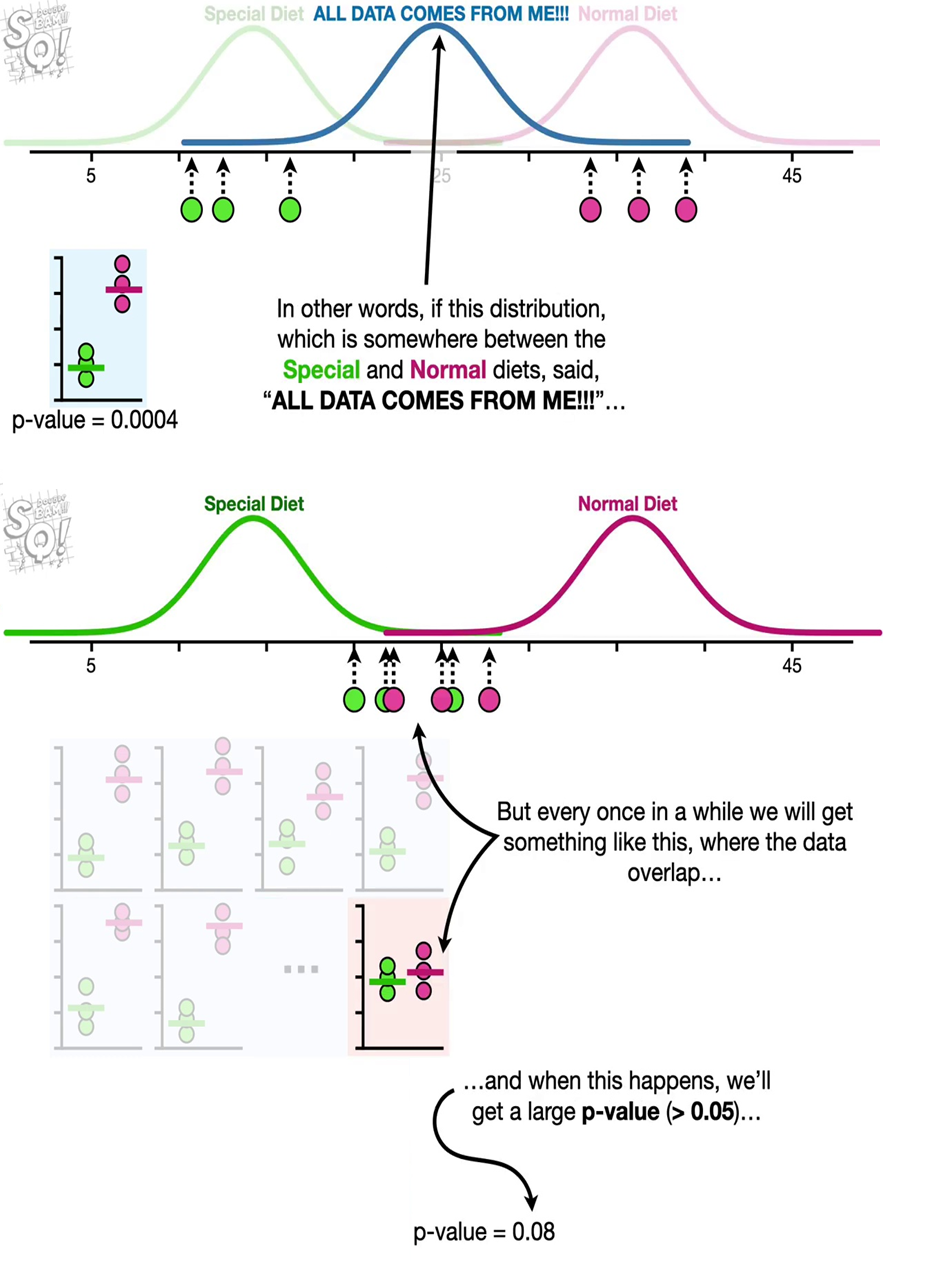 Special Diet ALL DATA COMES FROM ME!!! Normal Diet
DOUBLE
BAM!!!
SQ!
5 25 45
In other words, if this distribution,
which is somewhere between the
Special and Normal diets, said,
“ALL DATA COMES FROM ME!!!”…
p-value = 0.0004
Special Diet Normal Diet
DOUBLE
BAM!!!
SQ!
5 45
But every once in a while we will get
something like this, where the data
overlap…
...
…and when this happens, we’ll
get a large p-value (> 0.05)…
p-value = 0.08